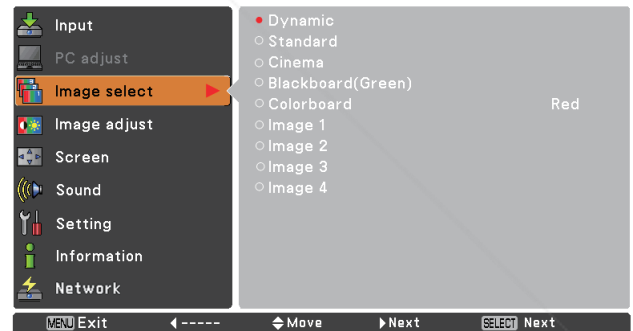 Input
PC adjust
Image select
Image adjust
Screen
Sound
Setting
Information
Network
Dynamic
Standard
Cinema
Blackboard(Green)
Colorboard Red
Image 1
Image 2
Image 3
Image 4
MENU Exit ----- Move Next SELECT Next